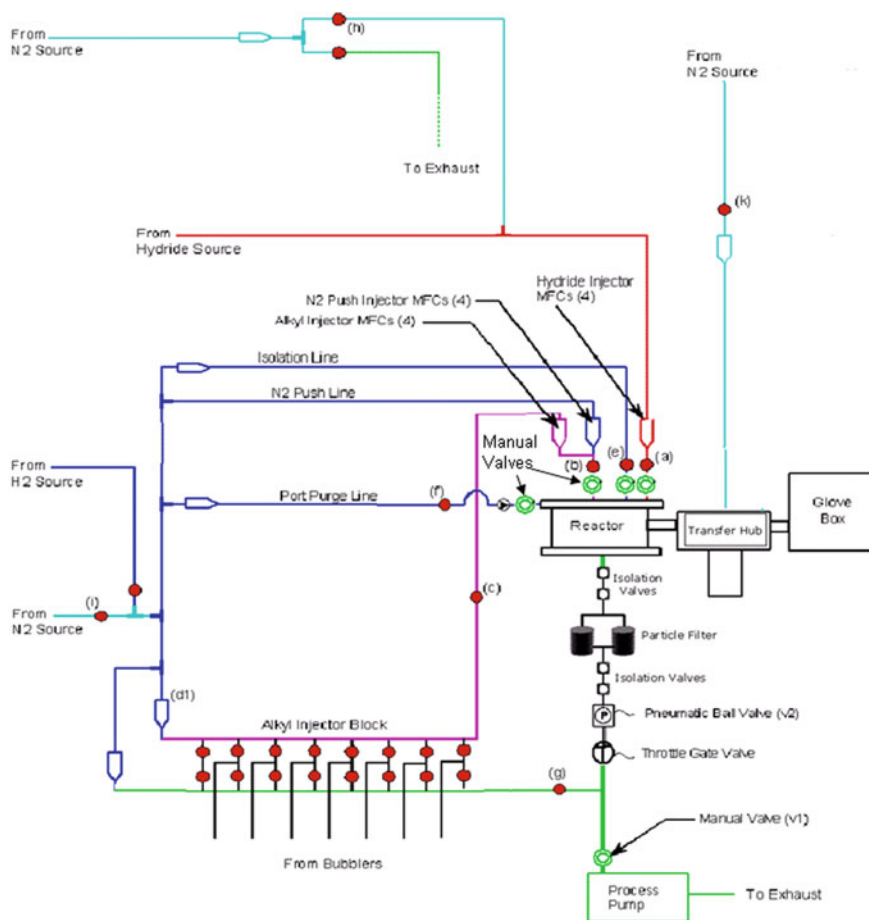 From
N2 Source
(h)
To Exhaust
From
N2 Source
(k)
From
Hydride Source
Hydride Injector
MFCs (4)
N2 Push Injector MFCs (4)
Alkyl Injector MFCs (4)
Isolation Line
N2 Push Line
Manual
Valves
(b)
(e)
(a)
From
H2 Source
Port Purge Line
(f)
Reactor
Transfer Hub
Glove
Box
(c)
Isolation
Valves
(i)
From
N2 Source
Particle Filter
Isolation Valves
(d1)
P
Pneumatic Ball Valve (v2)
Alkyl Injector Block
Throttle Gate Valve
(g)
Manual Valve (v1)
From Bubblers
Process
Pump
To Exhaust